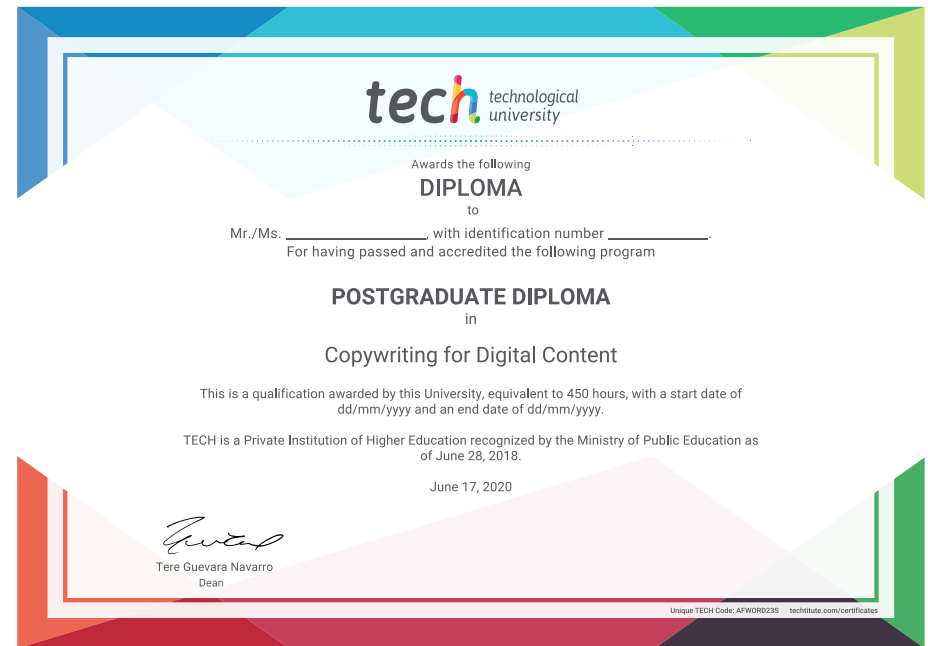 tech technological
university
Awards the following
DIPLOMA
to
Mr./Ms. ____________________, with identification number ______________.
For having passed and accredited the following program
POSTGRADUATE DIPLOMA
in
Copywriting for Digital Content
This is a qualification awarded by this University, equivalent to 450 hours, with a start date of
dd/mm/yyyy and an end date of dd/mm/yyyy.
TECH is a Private Institution of Higher Education recognized by the Ministry of Public Education as
of June 28, 2018.
June 17, 2020
Tere Guevara Navarro
Dean
Unique TECH Code: AFWORD23S techtitute.com/certificates